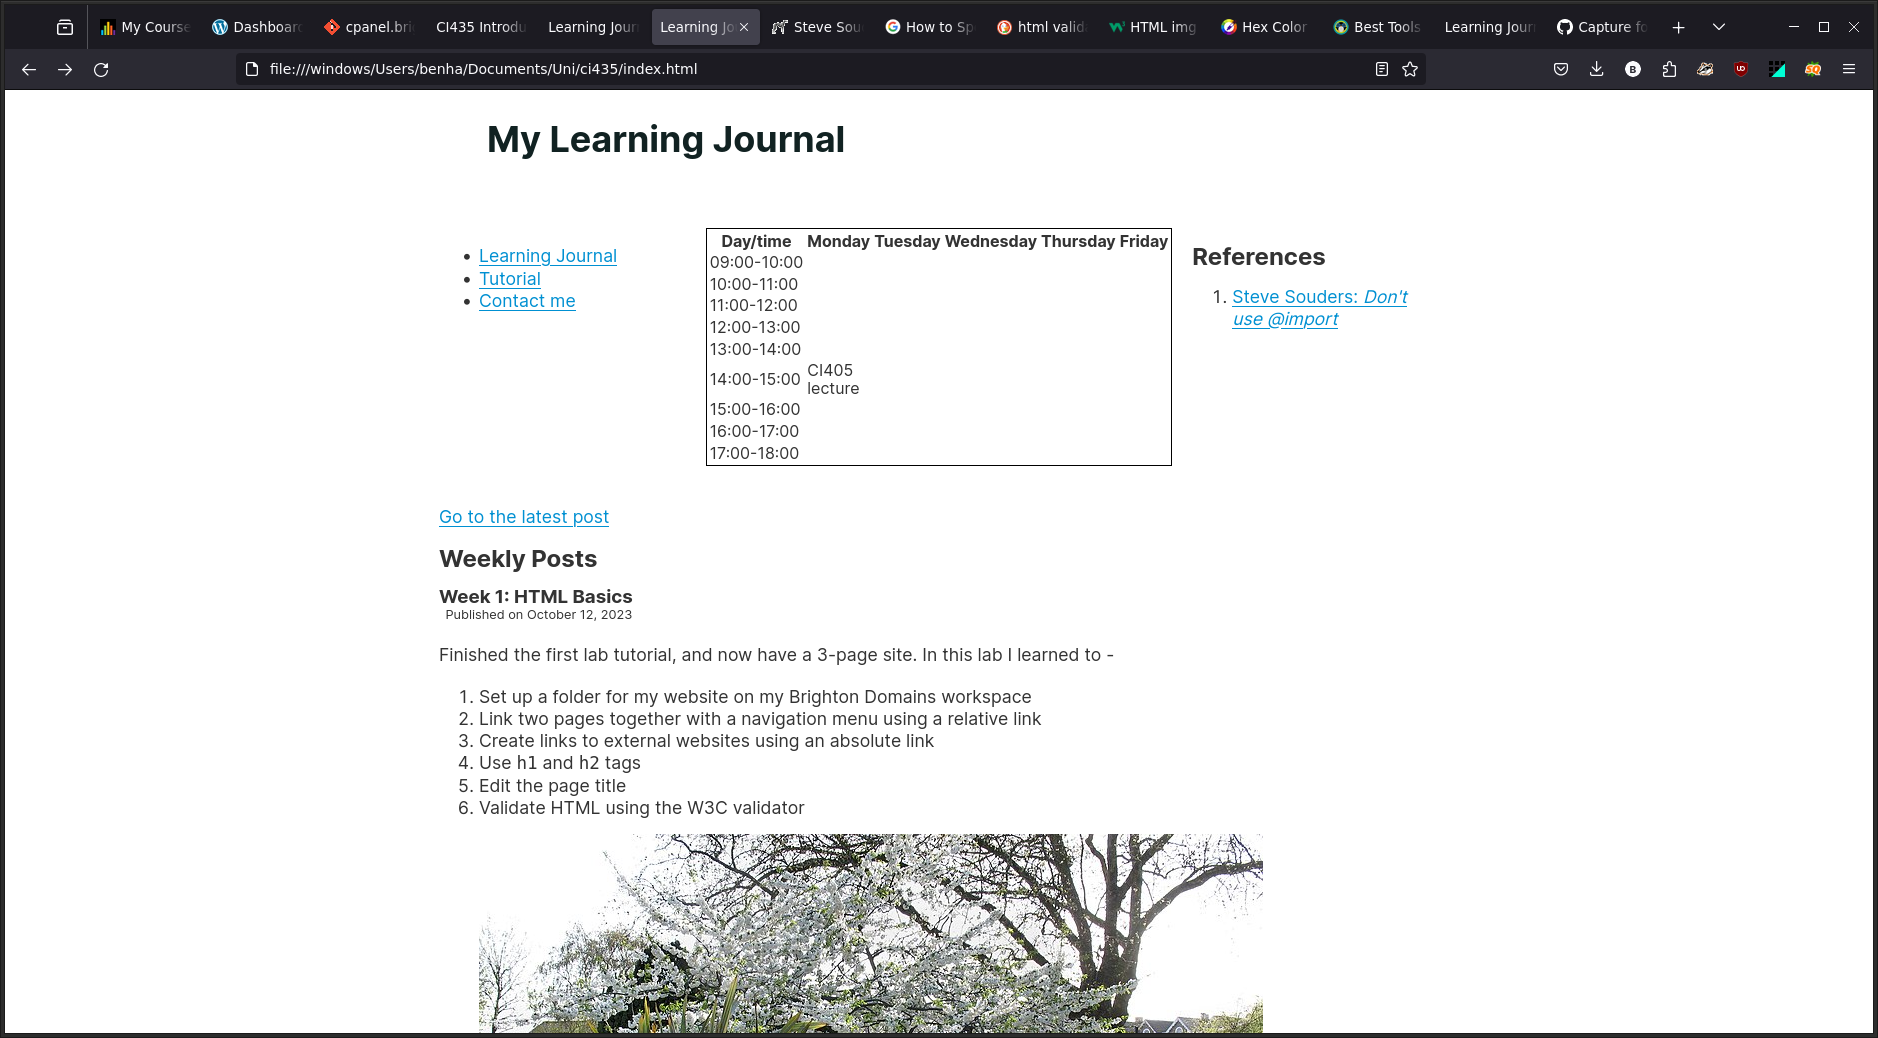 My Course
Dashboar
cpanel.bri
CI435 Introdu
Learning Jour
Learning Jo
Steve Sou
How to Sp
html valid
HTML img
Hex Color
Best Tools
Learning Jour
Capture fo
file:///windows/Users/benha/Documents/Uni/ci435/index.html
My Learning Journal
Learning Journal
Tutorial
Contact me
Day/time Monday Tuesday Wednesday Thursday Friday
09:00-10:00
10:00-11:00
11:00-12:00
12:00-13:00
13:00-14:00
14:00-15:00 CI405
lecture
15:00-16:00
16:00-17:00
17:00-18:00
References
1. Steve Souders: Don't
use @import
Go to the latest post
Weekly Posts
Week 1: HTML Basics
Published on October 12, 2023
Finished the first lab tutorial, and now have a 3-page site. In this lab I learned to -
1. Set up a folder for my website on my Brighton Domains workspace
2. Link two pages together with a navigation menu using a relative link
3. Create links to external websites using an absolute link
4. Use h1 and h2 tags
5. Edit the page title
6. Validate HTML using the W3C validator